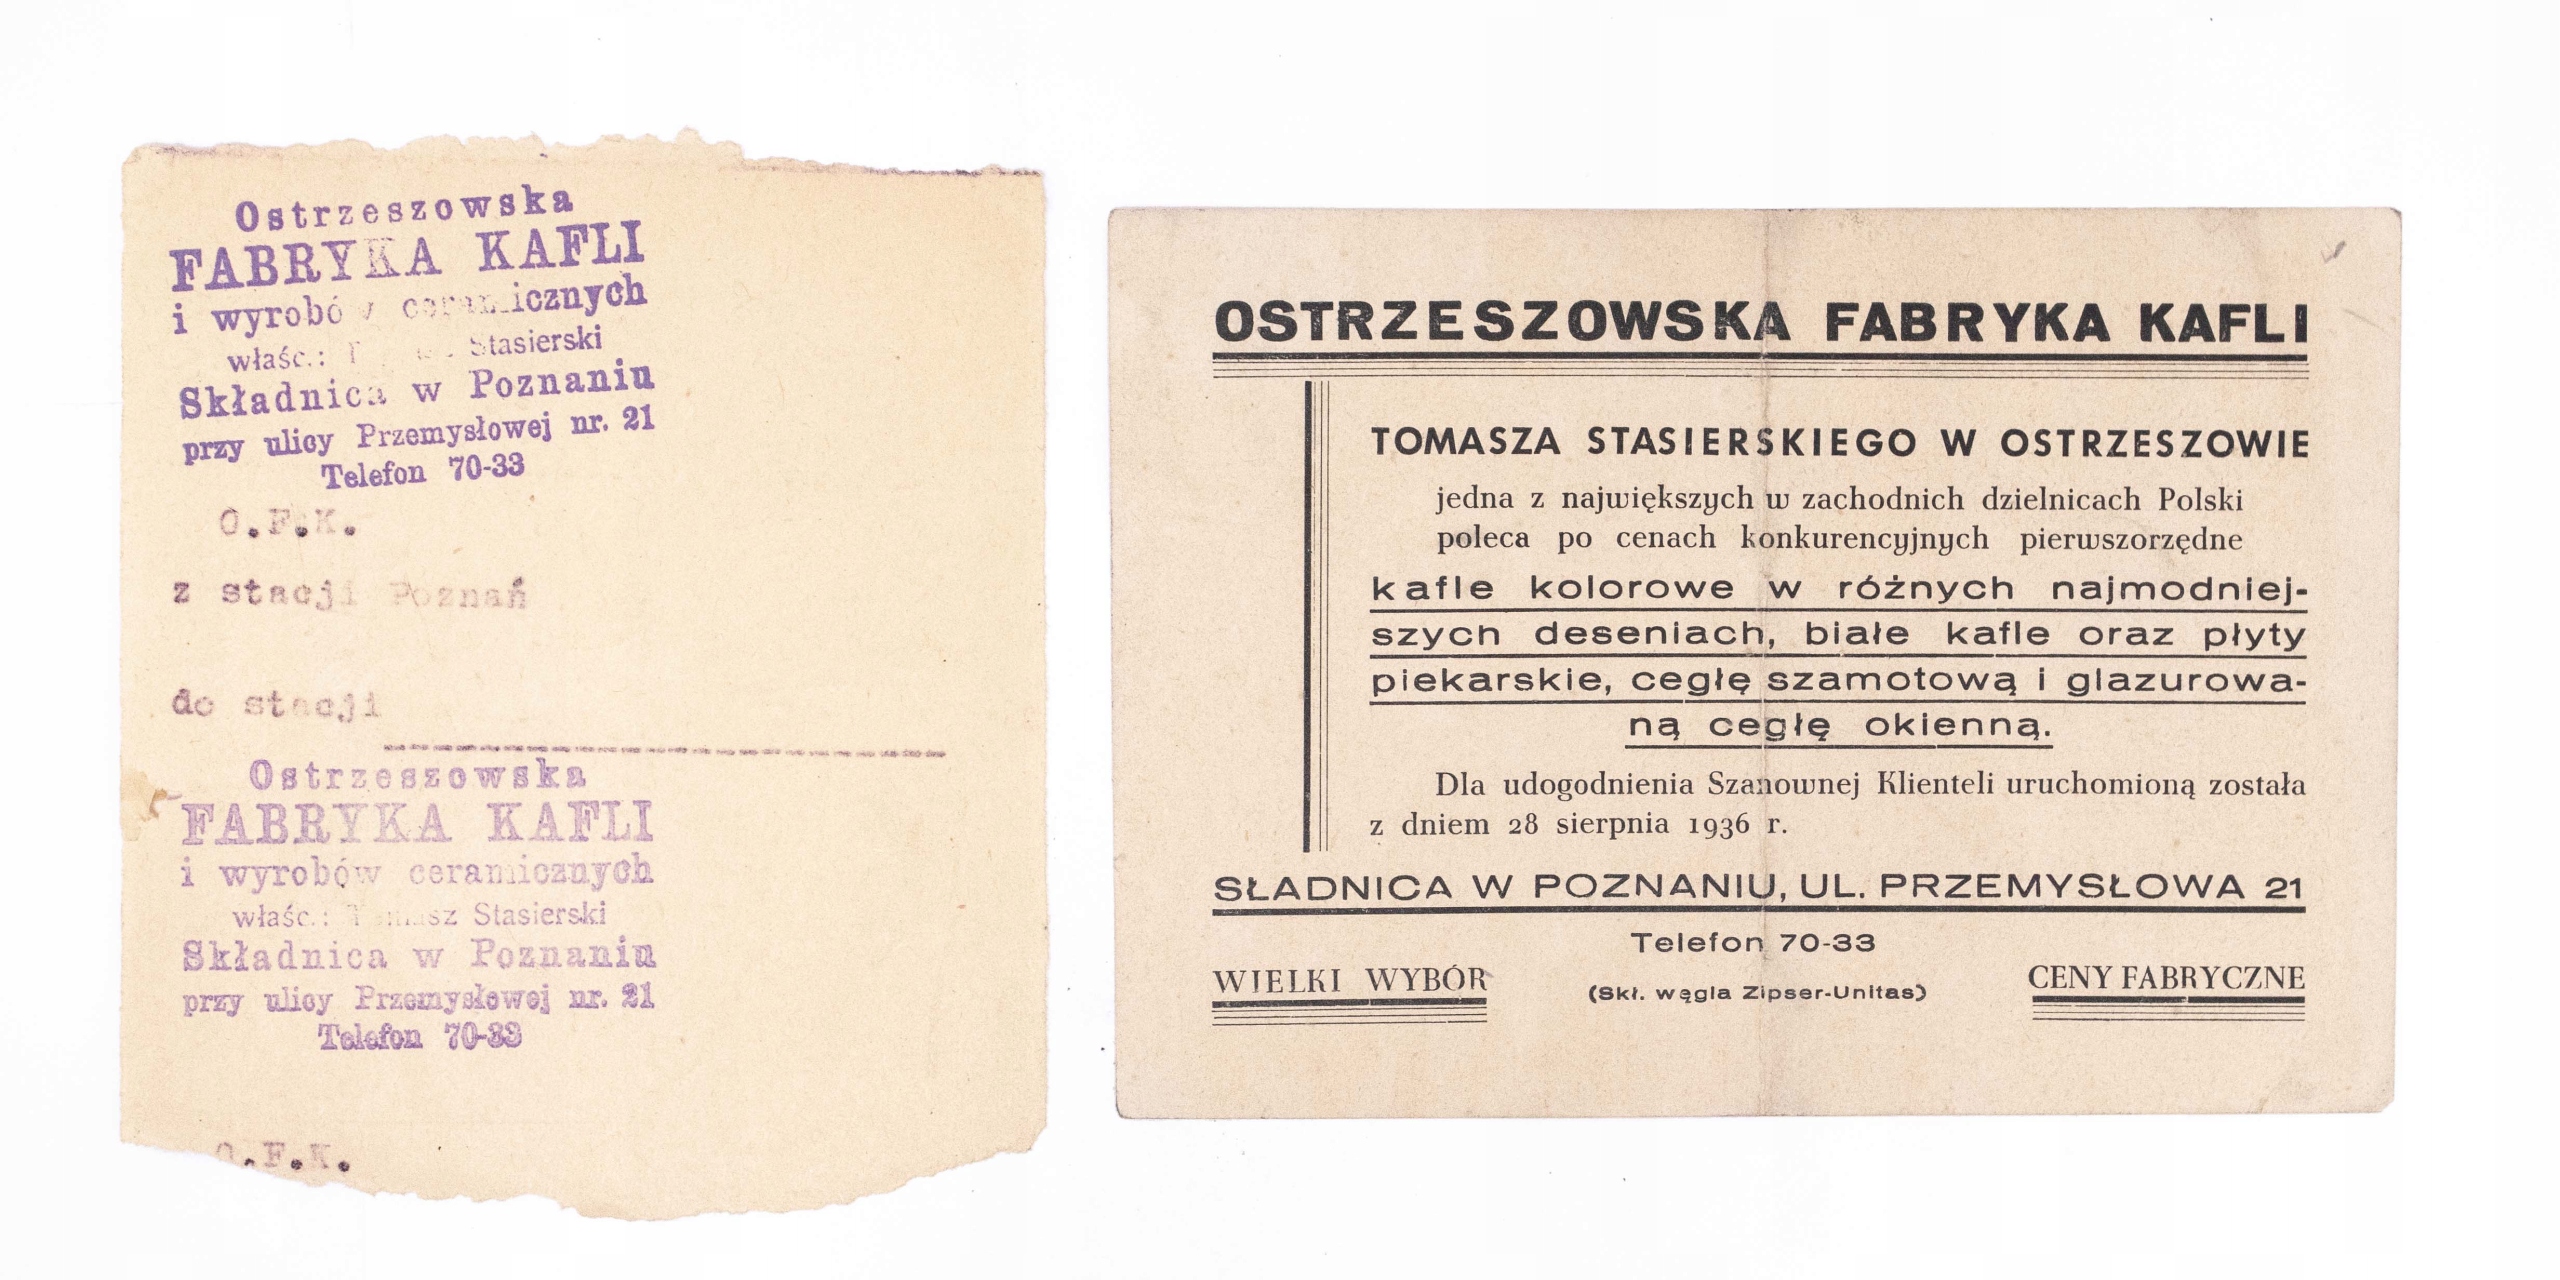 Ostrzeszowska
FABRYKA KAFLI
i wyrobów ceramicznych
właśc.: Stasierski
Składnica w Poznaniu
przy ulicy Przemysłowej nr. 21
Telefon 70-33
O.F.K.
z stacji Poznań
do stacji
Ostrzeszowska
FABRYKA KAFLI
i wyrobów ceramicznych
właśc.: Tomasz Stasierski
Składnica w Poznaniu
przy ulicy Przemysłowej nr. 21
Telefon 70-33
O.F.K.
OSTRZESZOWSKA FABRYKA KAFLI
TOMASZA STASIERSKIEGO W OSTRZESZOWIE
jedna z największych w zachodnich dzielnicach Polski
poleca po cenach konkurencyjnych pierwszorzędne
kafle kolorowe w różnych najmodniej-
szych deseniach, białe kafle oraz płyty
piekarskie, cegłę szamotową i glazurowa-
ną cegłę okienną.
Dla udogodnienia Szanownej Klienteli uruchomioną została
z dniem 28 sierpnia 1936 r.
SŁADNICA W POZNANIU, UL. PRZEMYSŁOWA 21
Telefon 70-33
WIELKI WYBÓR
(Skł. węgla Zipser-Unitas)
CENY FABRYCZNE